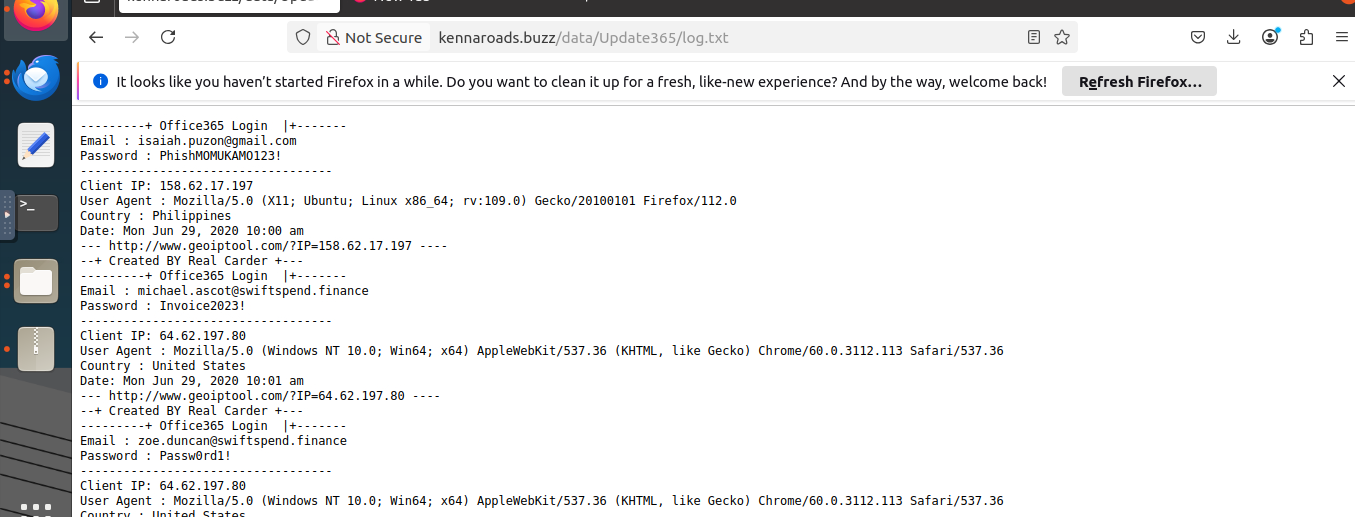 Not Secure kennaroads.buzz/data/Update365/log.txt
It looks like you haven't started Firefox in a while. Do you want to clean it up for a fresh, like-new experience? And by the way, welcome back! Refresh Firefox...
---------+ Office365 Login  |+-------
Email : isaiah.puzon@gmail.com
Password : PhishMOMUKAMO123!
-----------------------------------
Client IP: 158.62.17.197
User Agent : Mozilla/5.0 (X11; Ubuntu; Linux x86_64; rv:109.0) Gecko/20100101 Firefox/112.0
Country : Philippines
Date: Mon Jun 29, 2020 10:00 am
--- http://www.geoiptool.com/?IP=158.62.17.197 ----
--+ Created BY Real Carder +---
---------+ Office365 Login  |+-------
Email : michael.ascot@swiftspend.finance
Password : Invoice2023!
-----------------------------------
Client IP: 64.62.197.80
User Agent : Mozilla/5.0 (Windows NT 10.0; Win64; x64) AppleWebKit/537.36 (KHTML, like Gecko) Chrome/60.0.3112.113 Safari/537.36
Country : United States
Date: Mon Jun 29, 2020 10:01 am
--- http://www.geoiptool.com/?IP=64.62.197.80 ----
--+ Created BY Real Carder +---
---------+ Office365 Login  |+-------
Email : zoe.duncan@swiftspend.finance
Password : Passw0rd1!
-----------------------------------
Client IP: 64.62.197.80
User Agent : Mozilla/5.0 (Windows NT 10.0; Win64; x64) AppleWebKit/537.36 (KHTML, like Gecko) Chrome/60.0.3112.113 Safari/537.36
Country : United States